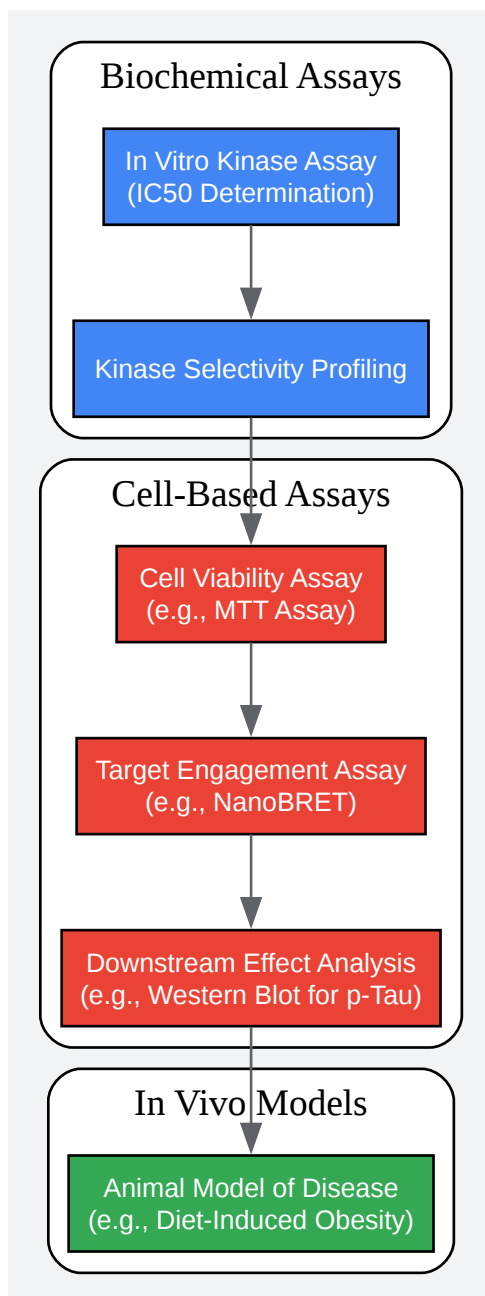 Biochemical Assays
In Vitro Kinase Assay
(IC50 Determination)
Kinase Selectivity Profiling
Cell-Based Assays
Cell Viability Assay
(e.g., MTT Assay)
Target Engagement Assay
(e.g., NanoBRET)
Downstream Effect Analysis
(e.g., Western Blot for p-Tau)
In Vivo Models
Animal Model of Disease
(e.g., Diet-Induced Obesity)